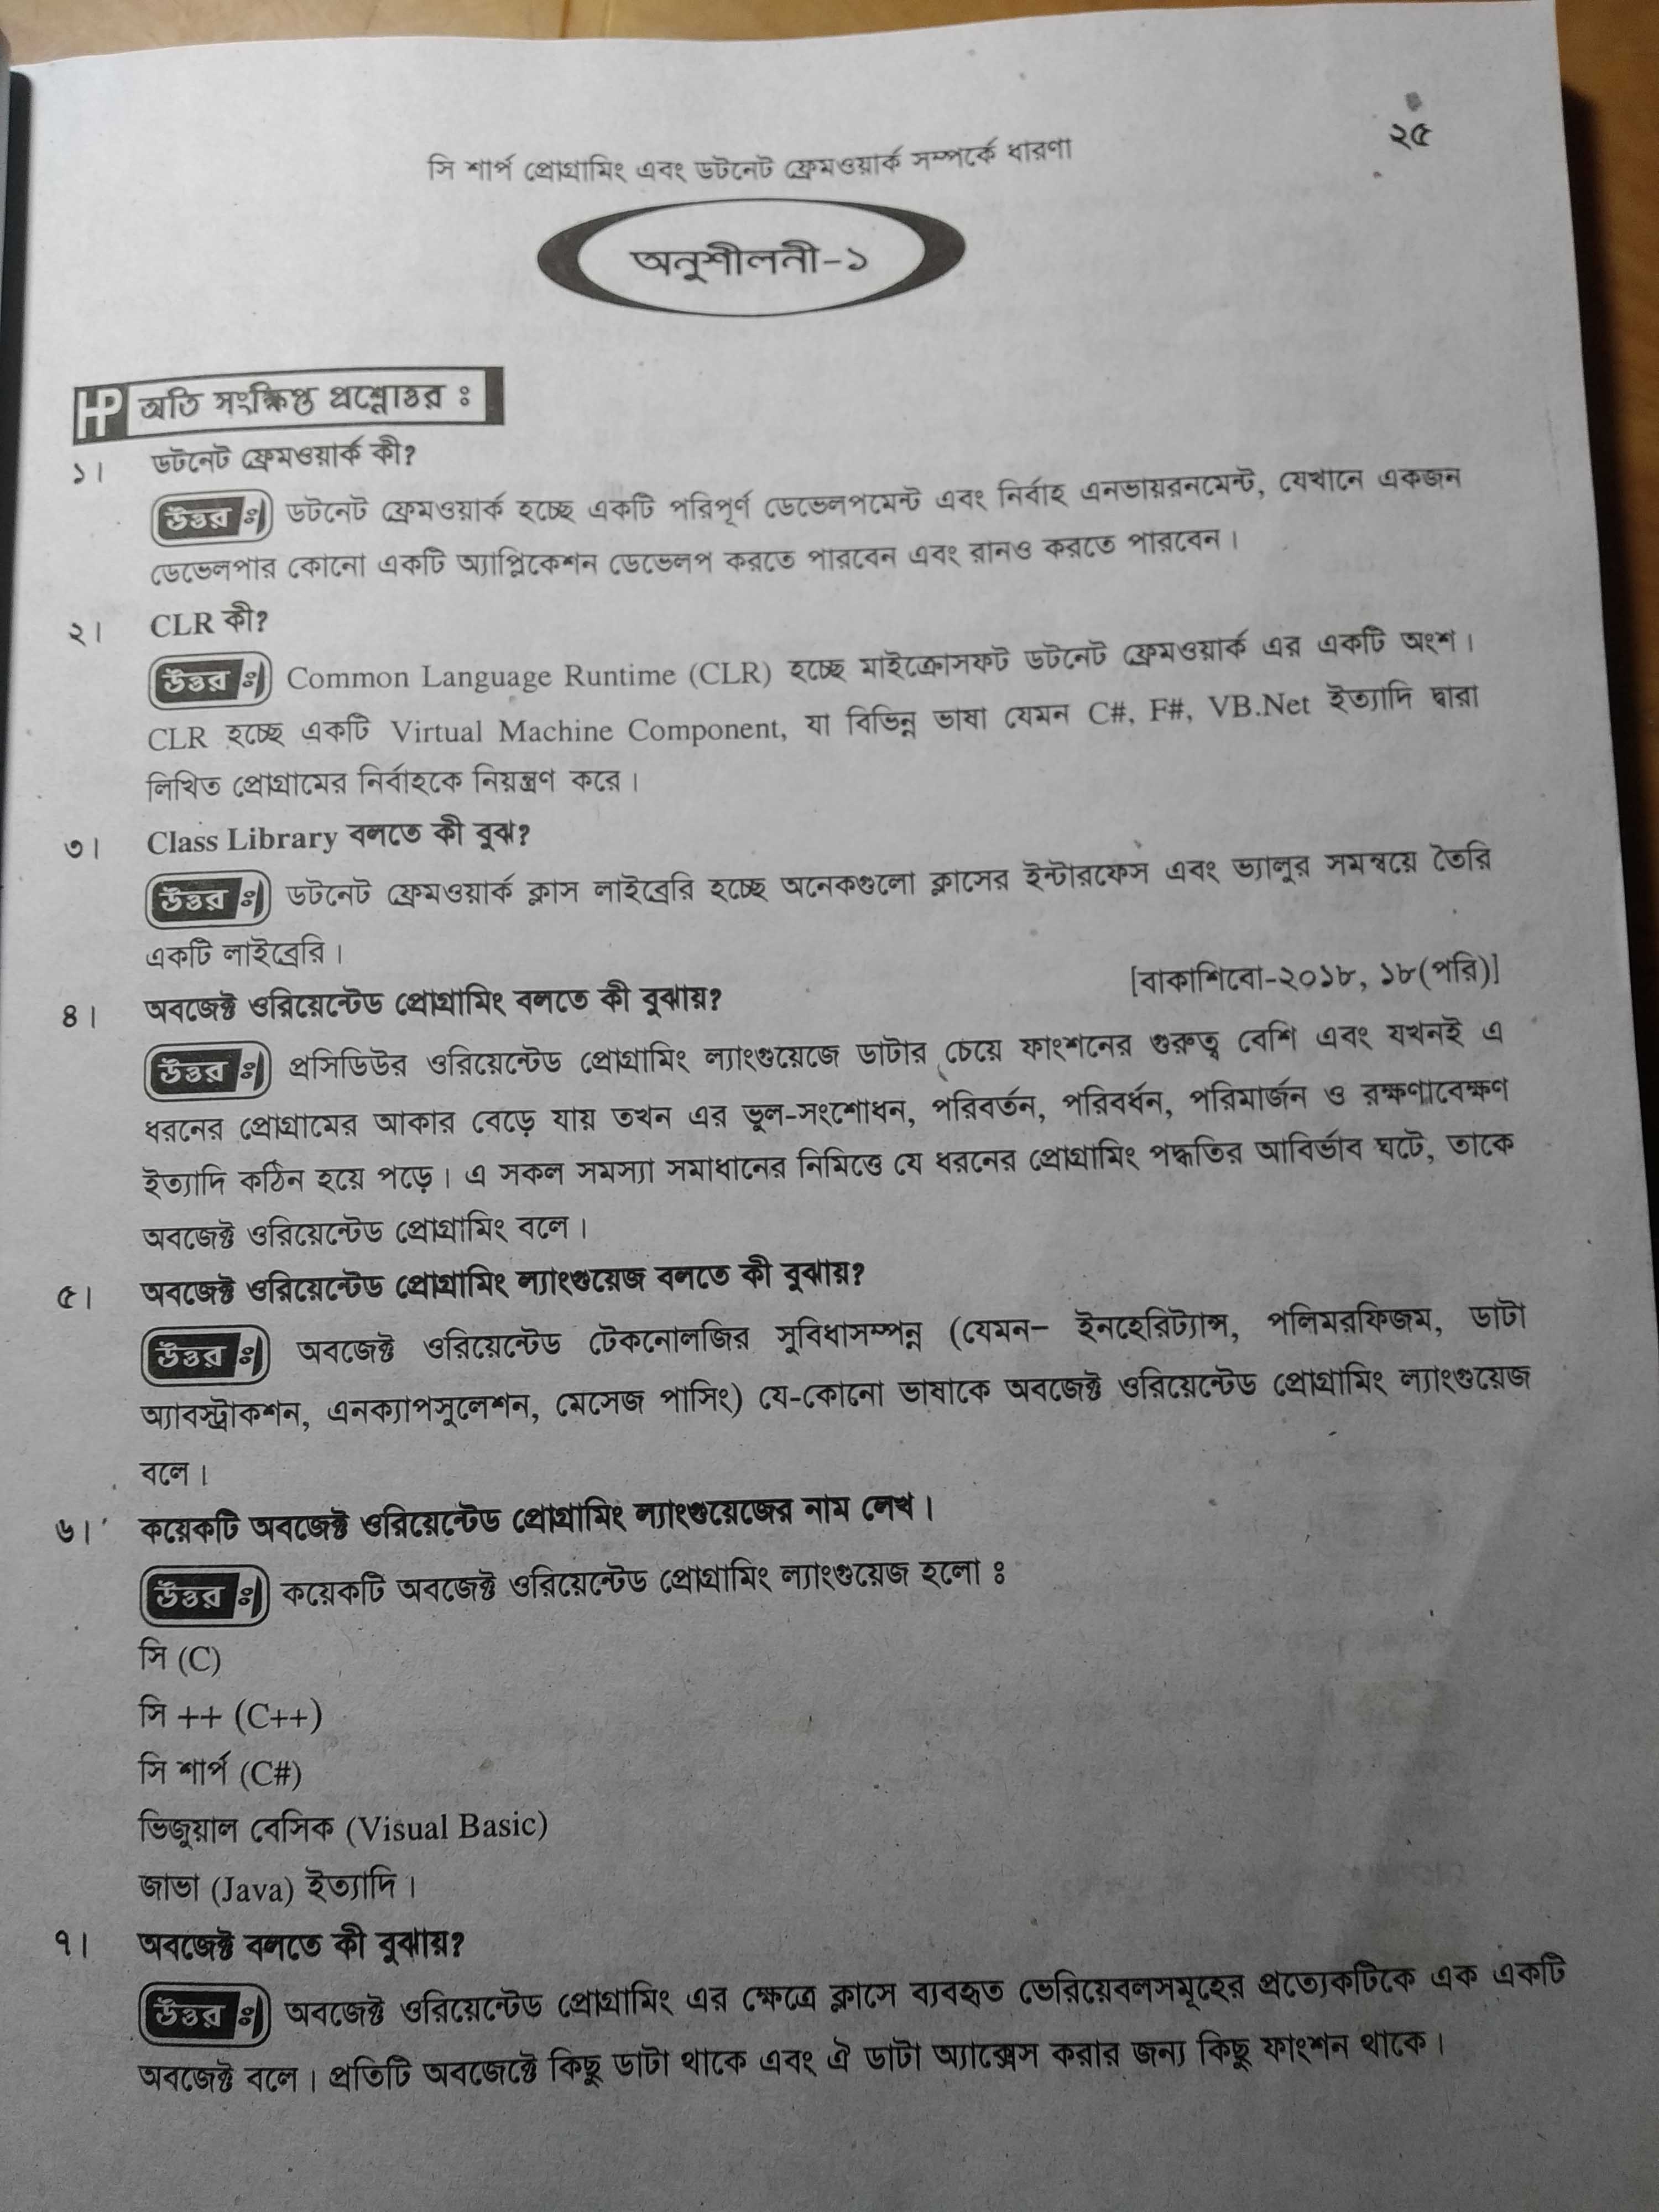 ২৫
সি শার্প প্রোগ্রামিং এবং ডটনেট ফ্রেমওয়ার্ক সম্পর্কে ধারণা
অনুশীলনী-১
HP অতি সংক্ষিপ্ত প্রশ্নোত্তর ঃ
১। ডটনেট ফ্রেমওয়ার্ক কী?
উত্তর ঃ ডটনেট ফ্রেমওয়ার্ক হচ্ছে একটি পরিপূর্ণ ডেভেলপমেন্ট এবং নির্বাহ এনভায়রনমেন্ট, যেখানে একজন
ডেভেলপার কোনো একটি অ্যাপ্লিকেশন ডেভেলপ করতে পারবেন এবং রানও করতে পারবেন।
২। CLR কী?
উত্তর ঃ Common Language Runtime (CLR) হচ্ছে মাইক্রোসফট ডটনেট ফ্রেমওয়ার্ক এর একটি অংশ।
CLR হচ্ছে একটি Virtual Machine Component, যা বিভিন্ন ভাষা যেমন C#, F#, VB.Net ইত্যাদি দ্বারা
লিখিত প্রোগ্রামের নির্বাহকে নিয়ন্ত্রণ করে।
৩। Class Library বলতে কী বুঝ?
উত্তর ঃ ডটনেট ফ্রেমওয়ার্ক ক্লাস লাইব্রেরি হচ্ছে অনেকগুলো ক্লাসের ইন্টারফেস এবং ভ্যালুর সমন্বয়ে তৈরি
একটি লাইব্রেরি।
৪। অবজেক্ট ওরিয়েন্টেড প্রোগ্রামিং বলতে কী বুঝায়? [বাকাশিবো-২০১৮, ১৮(পরি)]
উত্তর ঃ প্রসিডিউর ওরিয়েন্টেড প্রোগ্রামিং ল্যাংগুয়েজে ডাটার চেয়ে ফাংশনের গুরুত্ব বেশি এবং যখনই এ
ধরনের প্রোগ্রামের আকার বেড়ে যায় তখন এর ভুল-সংশোধন, পরিবর্তন, পরিবর্ধন, পরিমার্জন ও রক্ষণাবেক্ষণ
ইত্যাদি কঠিন হয়ে পড়ে। এ সকল সমস্যা সমাধানের নিমিত্তে যে ধরনের প্রোগ্রামিং পদ্ধতির আবির্ভাব ঘটে, তাকে
অবজেক্ট ওরিয়েন্টেড প্রোগ্রামিং বলে।
৫। অবজেক্ট ওরিয়েন্টেড প্রোগ্রামিং ল্যাংগুয়েজ বলতে কী বুঝায়?
উত্তর ঃ অবজেক্ট ওরিয়েন্টেড টেকনোলজির সুবিধাসম্পন্ন (যেমন– ইনহেরিট্যান্স, পলিমরফিজম, ডাটা
অ্যাবস্ট্রাকশন, এনক্যাপসুলেশন, মেসেজ পাসিং) যে-কোনো ভাষাকে অবজেক্ট ওরিয়েন্টেড প্রোগ্রামিং ল্যাংগুয়েজ
বলে।
৬। কয়েকটি অবজেক্ট ওরিয়েন্টেড প্রোগ্রামিং ল্যাংগুয়েজের নাম লেখ।
উত্তর ঃ কয়েকটি অবজেক্ট ওরিয়েন্টেড প্রোগ্রামিং ল্যাংগুয়েজ হলো ঃ
সি (C)
সি ++ (C++)
সি শার্প (C#)
ভিজুয়াল বেসিক (Visual Basic)
জাভা (Java) ইত্যাদি।
৭। অবজেক্ট বলতে কী বুঝায়?
উত্তর ঃ অবজেক্ট ওরিয়েন্টেড প্রোগ্রামিং এর ক্ষেত্রে ক্লাসে ব্যবহৃত ভেরিয়েবলসমূহের প্রত্যেকটিকে এক একটি
অবজেক্ট বলে। প্রতিটি অবজেক্টে কিছু ডাটা থাকে এবং ঐ ডাটা অ্যাক্সেস করার জন্য কিছু ফাংশন থাকে।